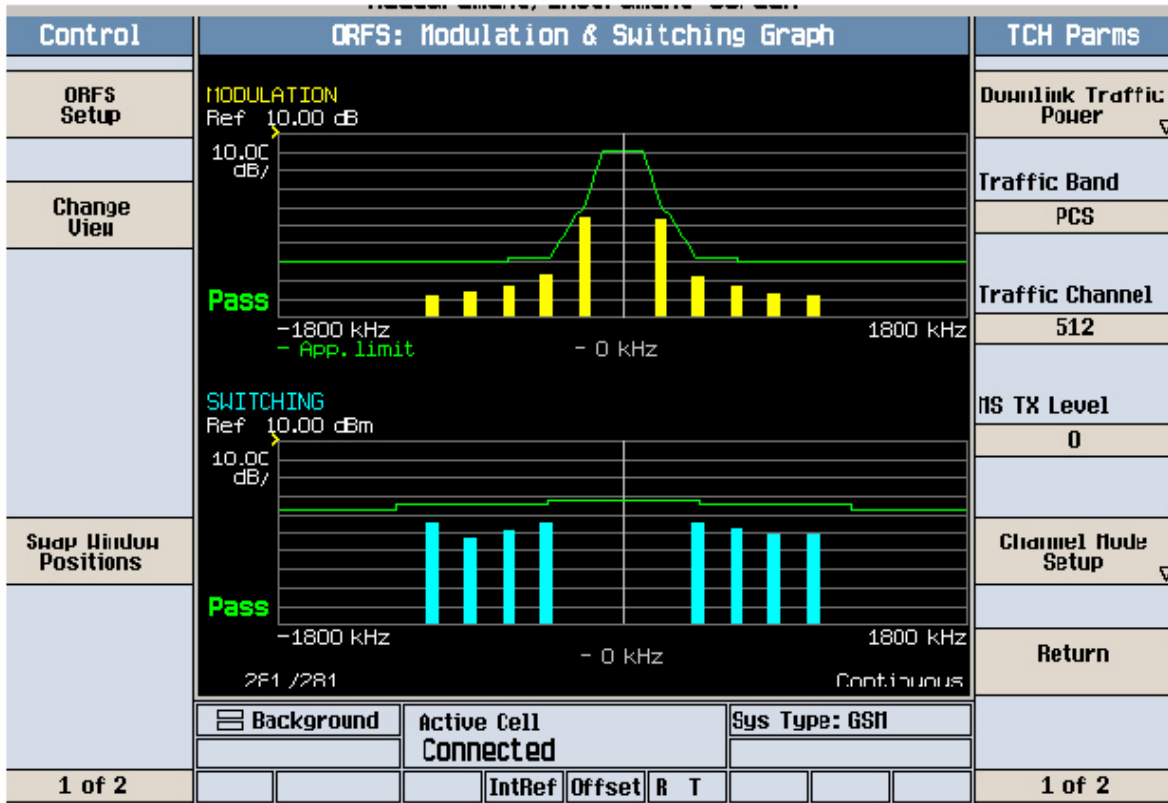 Control
ORFS: Modulation & Switching Graph
TCH Parms
ORFS
Setup
Change
View
Swap Window
Positions
1 of 2
MODULATION
Ref 10.00 dB
10.00
dB/
Pass
-1800 kHz
1800 kHz
- App.limit
- 0 kHz
SWITCHING
Ref 10.00 dBm
10.00
dB/
Pass
-1800 kHz
1800 kHz
- 0 kHz
281/281
Continuous
Background
Active Cell
Connected
Sys Type: GSM
IntRef
Offset
R T
Downlink Traffic
Power
Traffic Band
PCS
Traffic Channel
512
MS TX Level
0
Channel Mode
Setup
Return
1 of 2